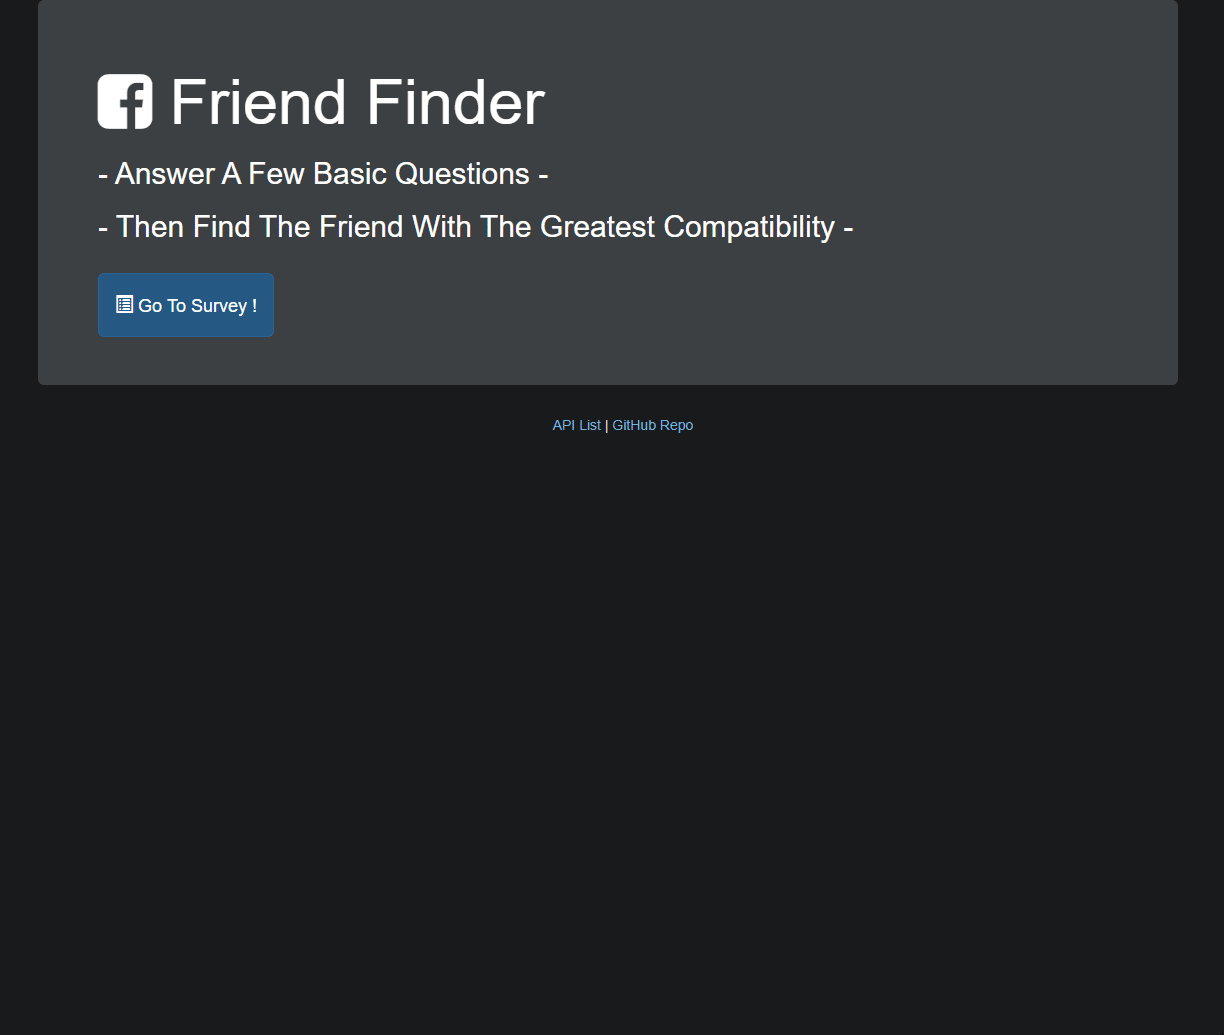 Friend Finder
- Answer A Few Basic Questions -
- Then Find The Friend With The Greatest Compatibility -
Go To Survey !
API List | GitHub Repo